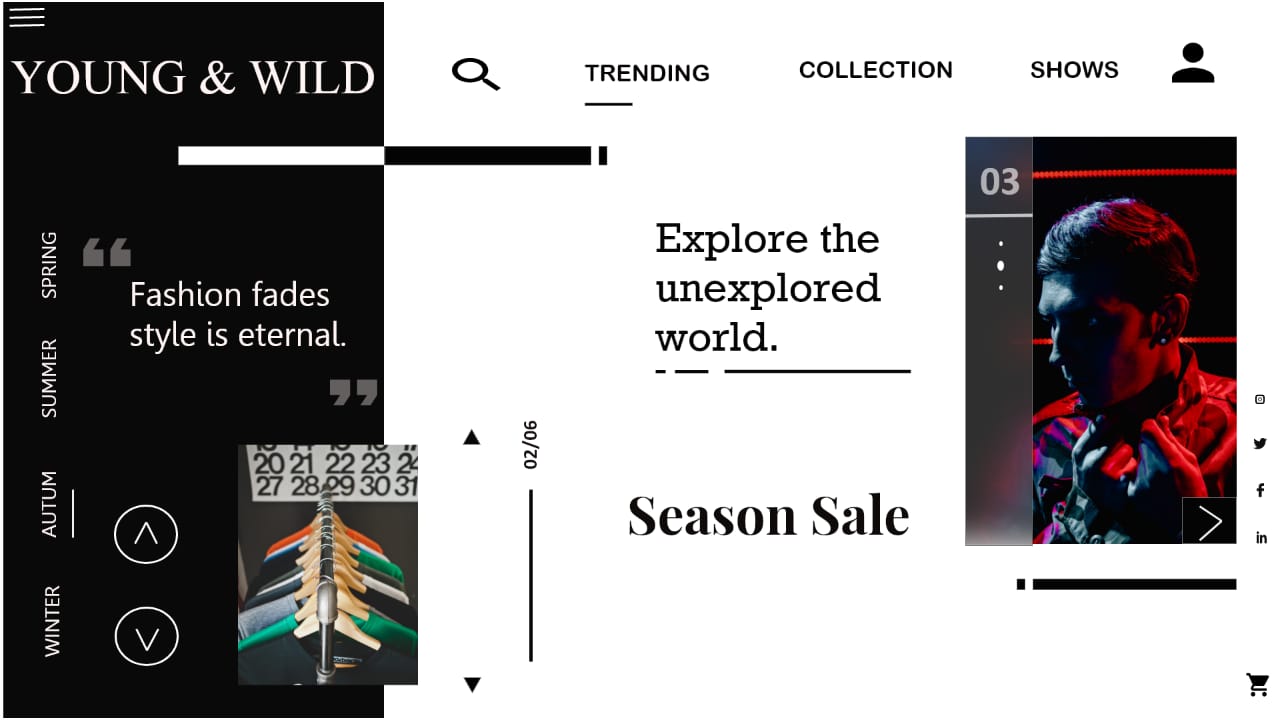 YOUNG & WILD
TRENDING
COLLECTION
SHOWS
SPRING
SUMMER
AUTUM
WINTER
“
Fashion fades
style is eternal.
”
20 21 22 23 24
27 28 29 30 31
02/06
Explore the
unexplored
world.
Season Sale
03